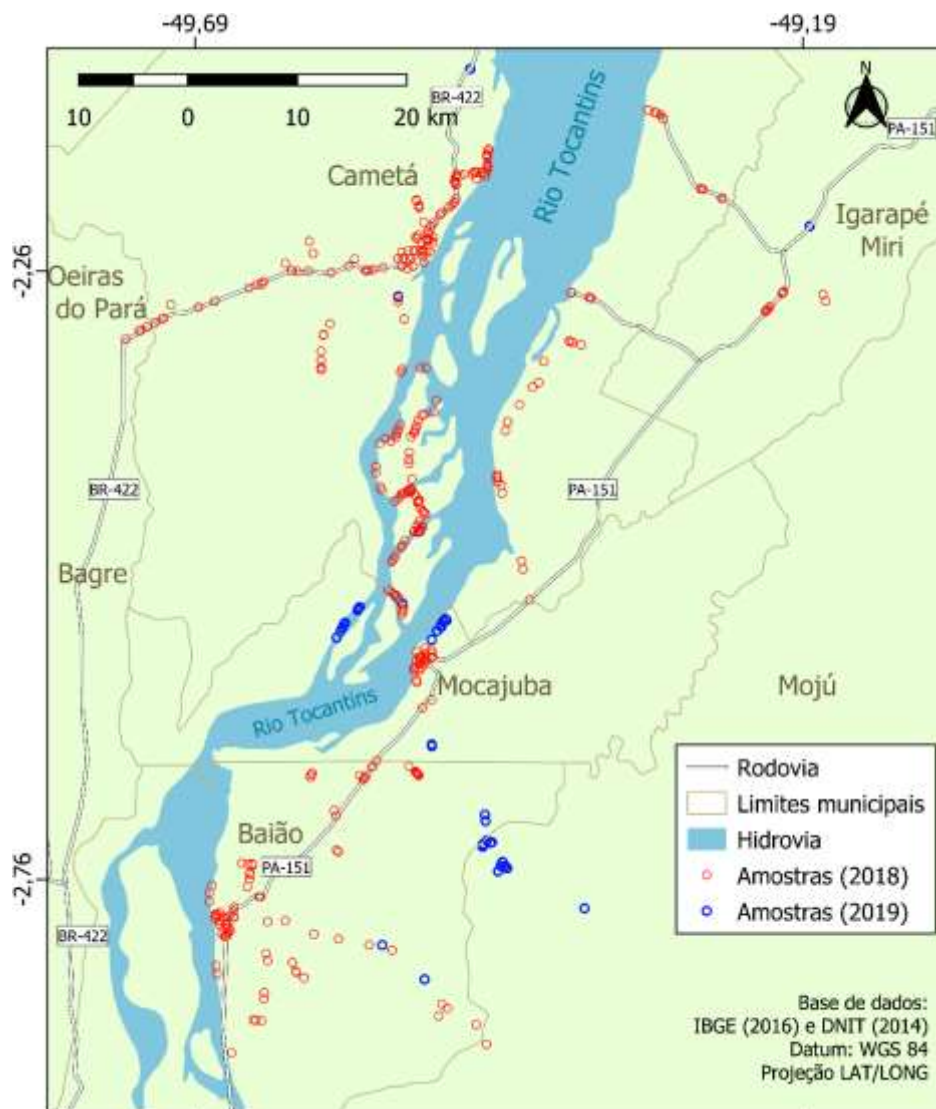 -49,69
-49,19
N
10 0 10 20 km
BR-422
PA-151
Rio Tocantins
Cametá
Igarapé
Miri
-2,26
Oeiras
do Pará
BR-422
PA-151
Bagre
Mocajuba
Mojú
Rio Tocantins
Rodovia
Limites municipais
Hidrovia
Amostras (2018)
Amostras (2019)
Baião
PA-151
-2,76
BR-422
Base de dados:
IBGE (2016) e DNIT (2014)
Datum: WGS 84
Projeção LAT/LONG